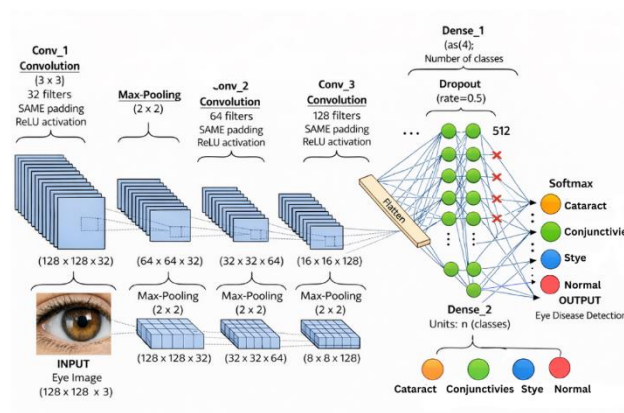 Conv_1
Convolution
(3 x 3)
32 filters
SAME padding
ReLU activation
Max-Pooling
(2 x 2)
Conv_2
Convolution
64 filters
SAME padding
ReLU activation
Conv_3
Convolution
128 filters
SAME padding
ReLU activation
Dense_1
(as(4;
Number of classes
Dropout
(rate=0.5)
... 512
Flatten
(128 x 128 x 32)
(64 x 64 x 32)
(32 x 32 x 64)
(16 x 16 x 128)
Softmax
Cataract
Conjunctivies
Stye
Normal
OUTPUT
Eye Disease Detection
Max-Pooling
(2 x 2)
(128 x 128 x 32)
Max-Pooling
(2 x 2)
(32 x 32 x 64)
Max-Pooling
(2 x 2)
(8 x 8 x 128)
INPUT
Eye Image
(128 x 128 x 3)
Dense_2
Units: n (classes)
Cataract
Conjunctivies
Stye
Normal